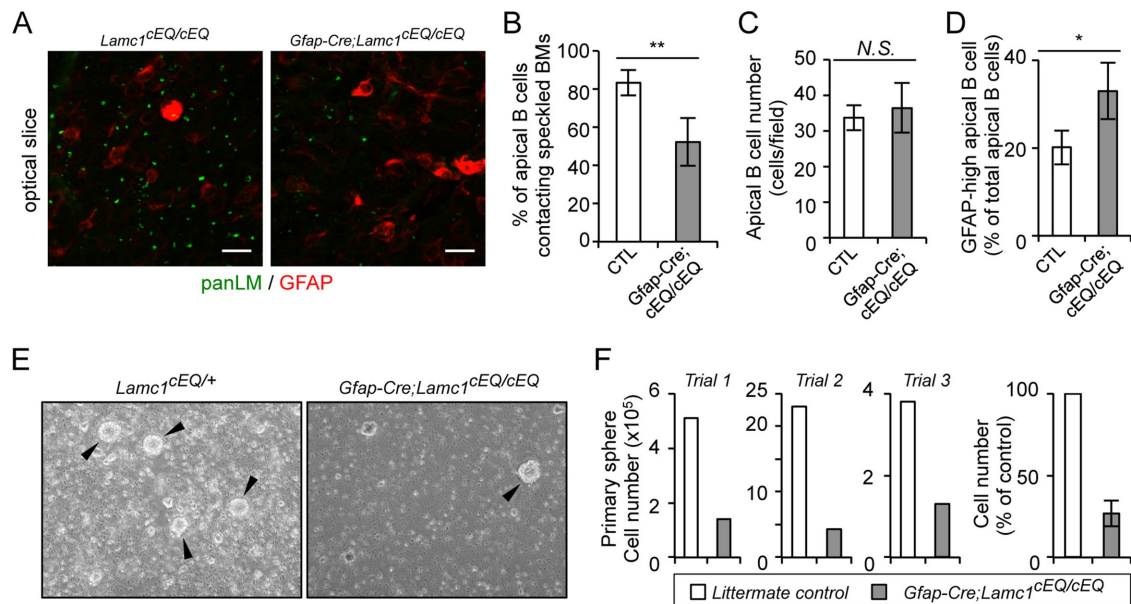 A
Lamc1cEQ/cEQ
Gfap-Cre;Lamc1cEQ/cEQ
optical slice
panLM / GFAP
B
% of apical B cells
contacting speckled BMs
100
80
60
40
20
0
**
CTL
Gfap-Cre;
cEQ/cEQ
C
Apical B cell number
(cells/field)
50
40
30
20
10
0
N.S.
CTL
Gfap-Cre;
cEQ/cEQ
D
GFAP-high apical B cell
(% of total apical B cells)
40
20
0
*
CTL
Gfap-Cre;
cEQ/cEQ
E
Lamc1cEQ/+
Gfap-Cre;Lamc1cEQ/cEQ
F
Primary sphere
Cell number (x10⁵)
Trial 1
6
4
2
0
Trial 2
25
20
15
10
5
0
Trial 3
4
2
0
Cell number
(% of control)
100
50
0
Littermate control
Gfap-Cre;Lamc1cEQ/cEQ